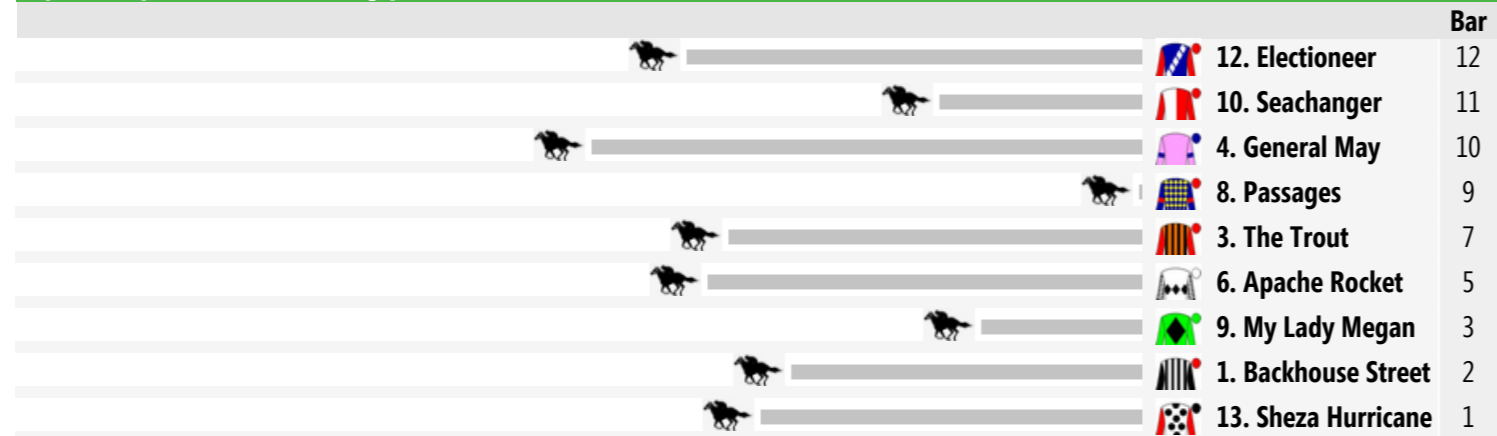 Bar
12. Electioneer 12
10. Seachanger 11
4. General May 10
8. Passages 9
3. The Trout 7
6. Apache Rocket 5
9. My Lady Megan 3
1. Backhouse Street 2
13. Sheza Hurricane 1